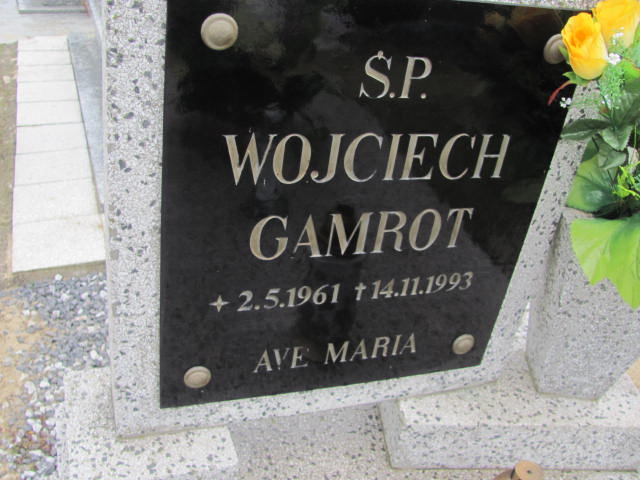 Ś.P.
WOJCIECH
GAMROT
✦ 2.5.1961 † 14.11.1993
AVE MARIA